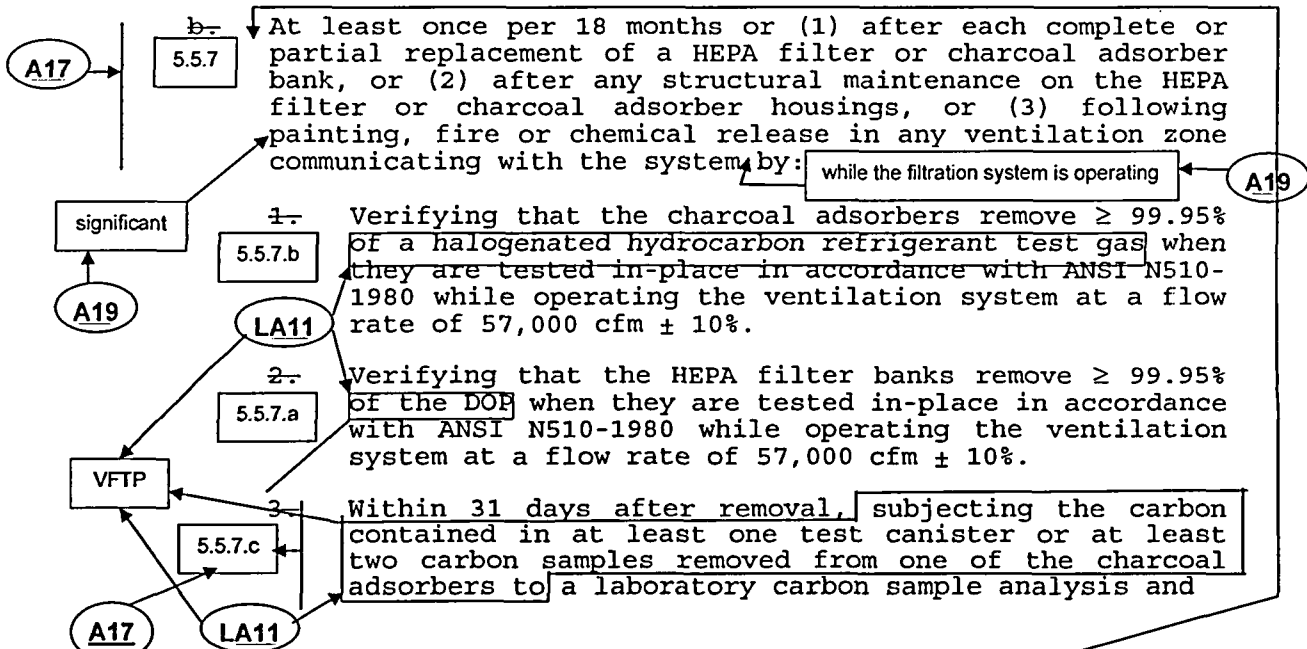 b. At least once per 18 months or (1) after each complete or
A17 5.5.7 partial replacement of a HEPA filter or charcoal adsorber
bank, or (2) after any structural maintenance on the HEPA
filter or charcoal adsorber housings, or (3) following
painting, fire or chemical release in any ventilation zone
communicating with the system by:
while the filtration system is operating
A19
significant
A19
1. Verifying that the charcoal adsorbers remove ≥ 99.95%
5.5.7.b of a halogenated hydrocarbon refrigerant test gas when
they are tested in-place in accordance with ANSI N510-
1980 while operating the ventilation system at a flow
LA11 rate of 57,000 cfm ± 10%.
2. Verifying that the HEPA filter banks remove ≥ 99.95%
5.5.7.a of the DOP when they are tested in-place in accordance
with ANSI N510-1980 while operating the ventilation
system at a flow rate of 57,000 cfm ± 10%.
VFTP
3. Within 31 days after removal, subjecting the carbon
contained in at least one test canister or at least
5.5.7.c two carbon samples removed from one of the charcoal
adsorbers to a laboratory carbon sample analysis and
A17 LA11